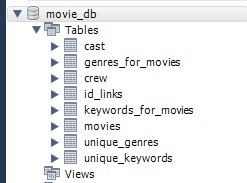 movie_db
Tables
cast
genres_for_movies
crew
id_links
keywords_for_movies
movies
unique_genres
unique_keywords
Views